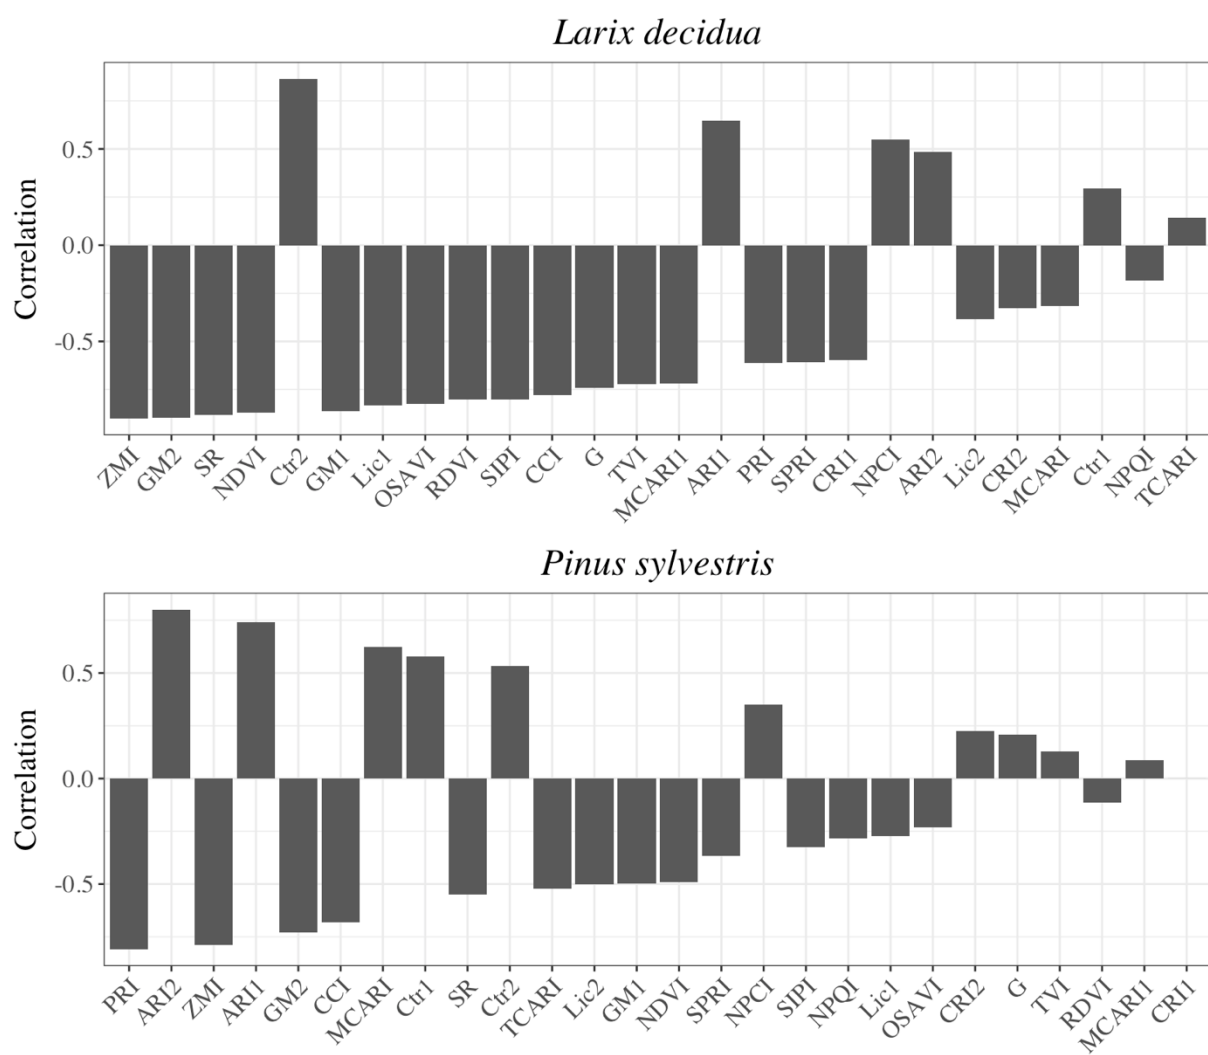 Larix decidua
Correlation
0.5
0.0
-0.5
ZMI GM2 SR NDVI Ctr2 GM1 Lic1 OSAVI RDVI SIPI CCI G TVI MCARI1 ARI1 PRI SPRI CRI1 NPCI ARI2 Lic2 CRI2 MCARI Ctr1 NPQI TCARI
Pinus sylvestris
Correlation
0.5
0.0
-0.5
PRI ARI2 ZMI ARI1 GM2 CCI MCARI Ctr1 SR Ctr2 TCARI Lic2 GM1 NDVI SPRI NPCI SIPI NPQI Lic1 OSAVI CRI2 G TVI RDVI MCARI1 CRI1